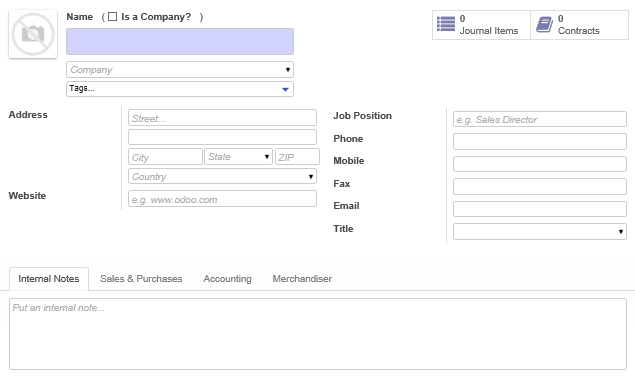 Name ( Is a Company? )
0
Journal Items
0
Contracts
Company
Tags...
Address
Street...
City State ZIP
Country
Website
e.g. www.odoo.com
Job Position
e.g. Sales Director
Phone
Mobile
Fax
Email
Title
Internal Notes Sales & Purchases Accounting Merchandiser
Put an internal note...